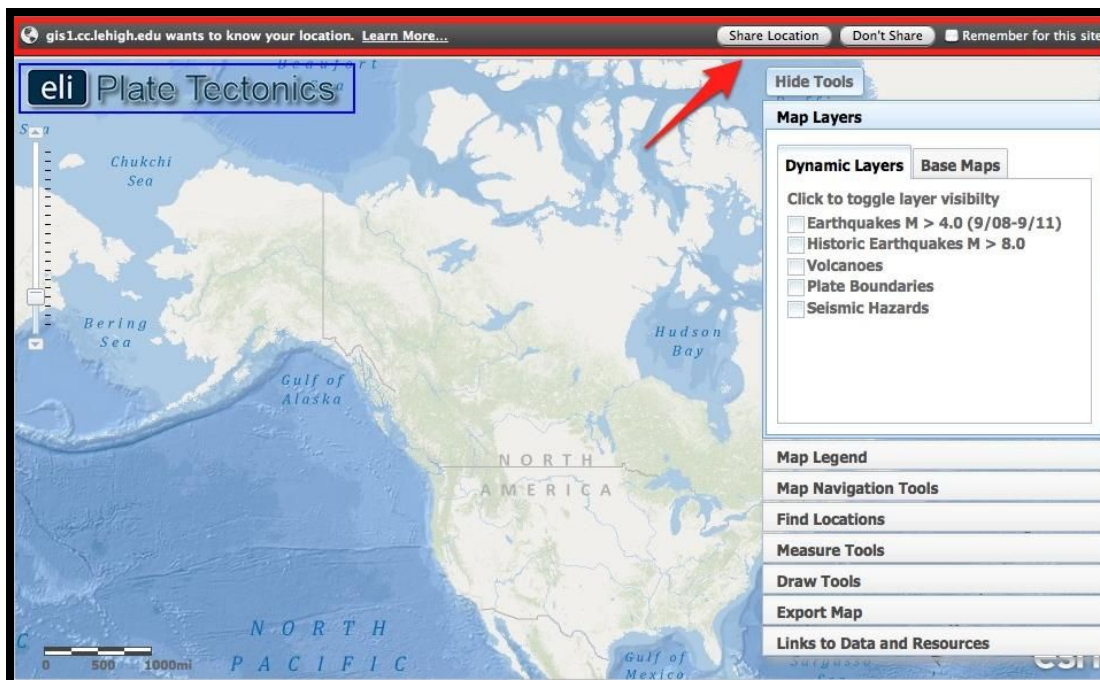 gis1.cc.lehigh.edu wants to know your location. Learn More... Share Location Don't Share Remember for this site
Beaufort
Sea
eli Plate Tectonics
Hide Tools
Map Layers
Dynamic Layers Base Maps
Click to toggle layer visibilty
Earthquakes M > 4.0 (9/08-9/11)
Historic Earthquakes M > 8.0
Volcanoes
Plate Boundaries
Seismic Hazards
Chukchi
Sea
Bering
Sea
Hudson
Bay
Gulf of
Alaska
NORTH
AMERICA
Map Legend
Map Navigation Tools
Find Locations
Measure Tools
Draw Tools
Export Map
Links to Data and Resources
NORTH
PACIFIC
0 500 1000mi
Gulf of
Mexico
Sargasso
esri